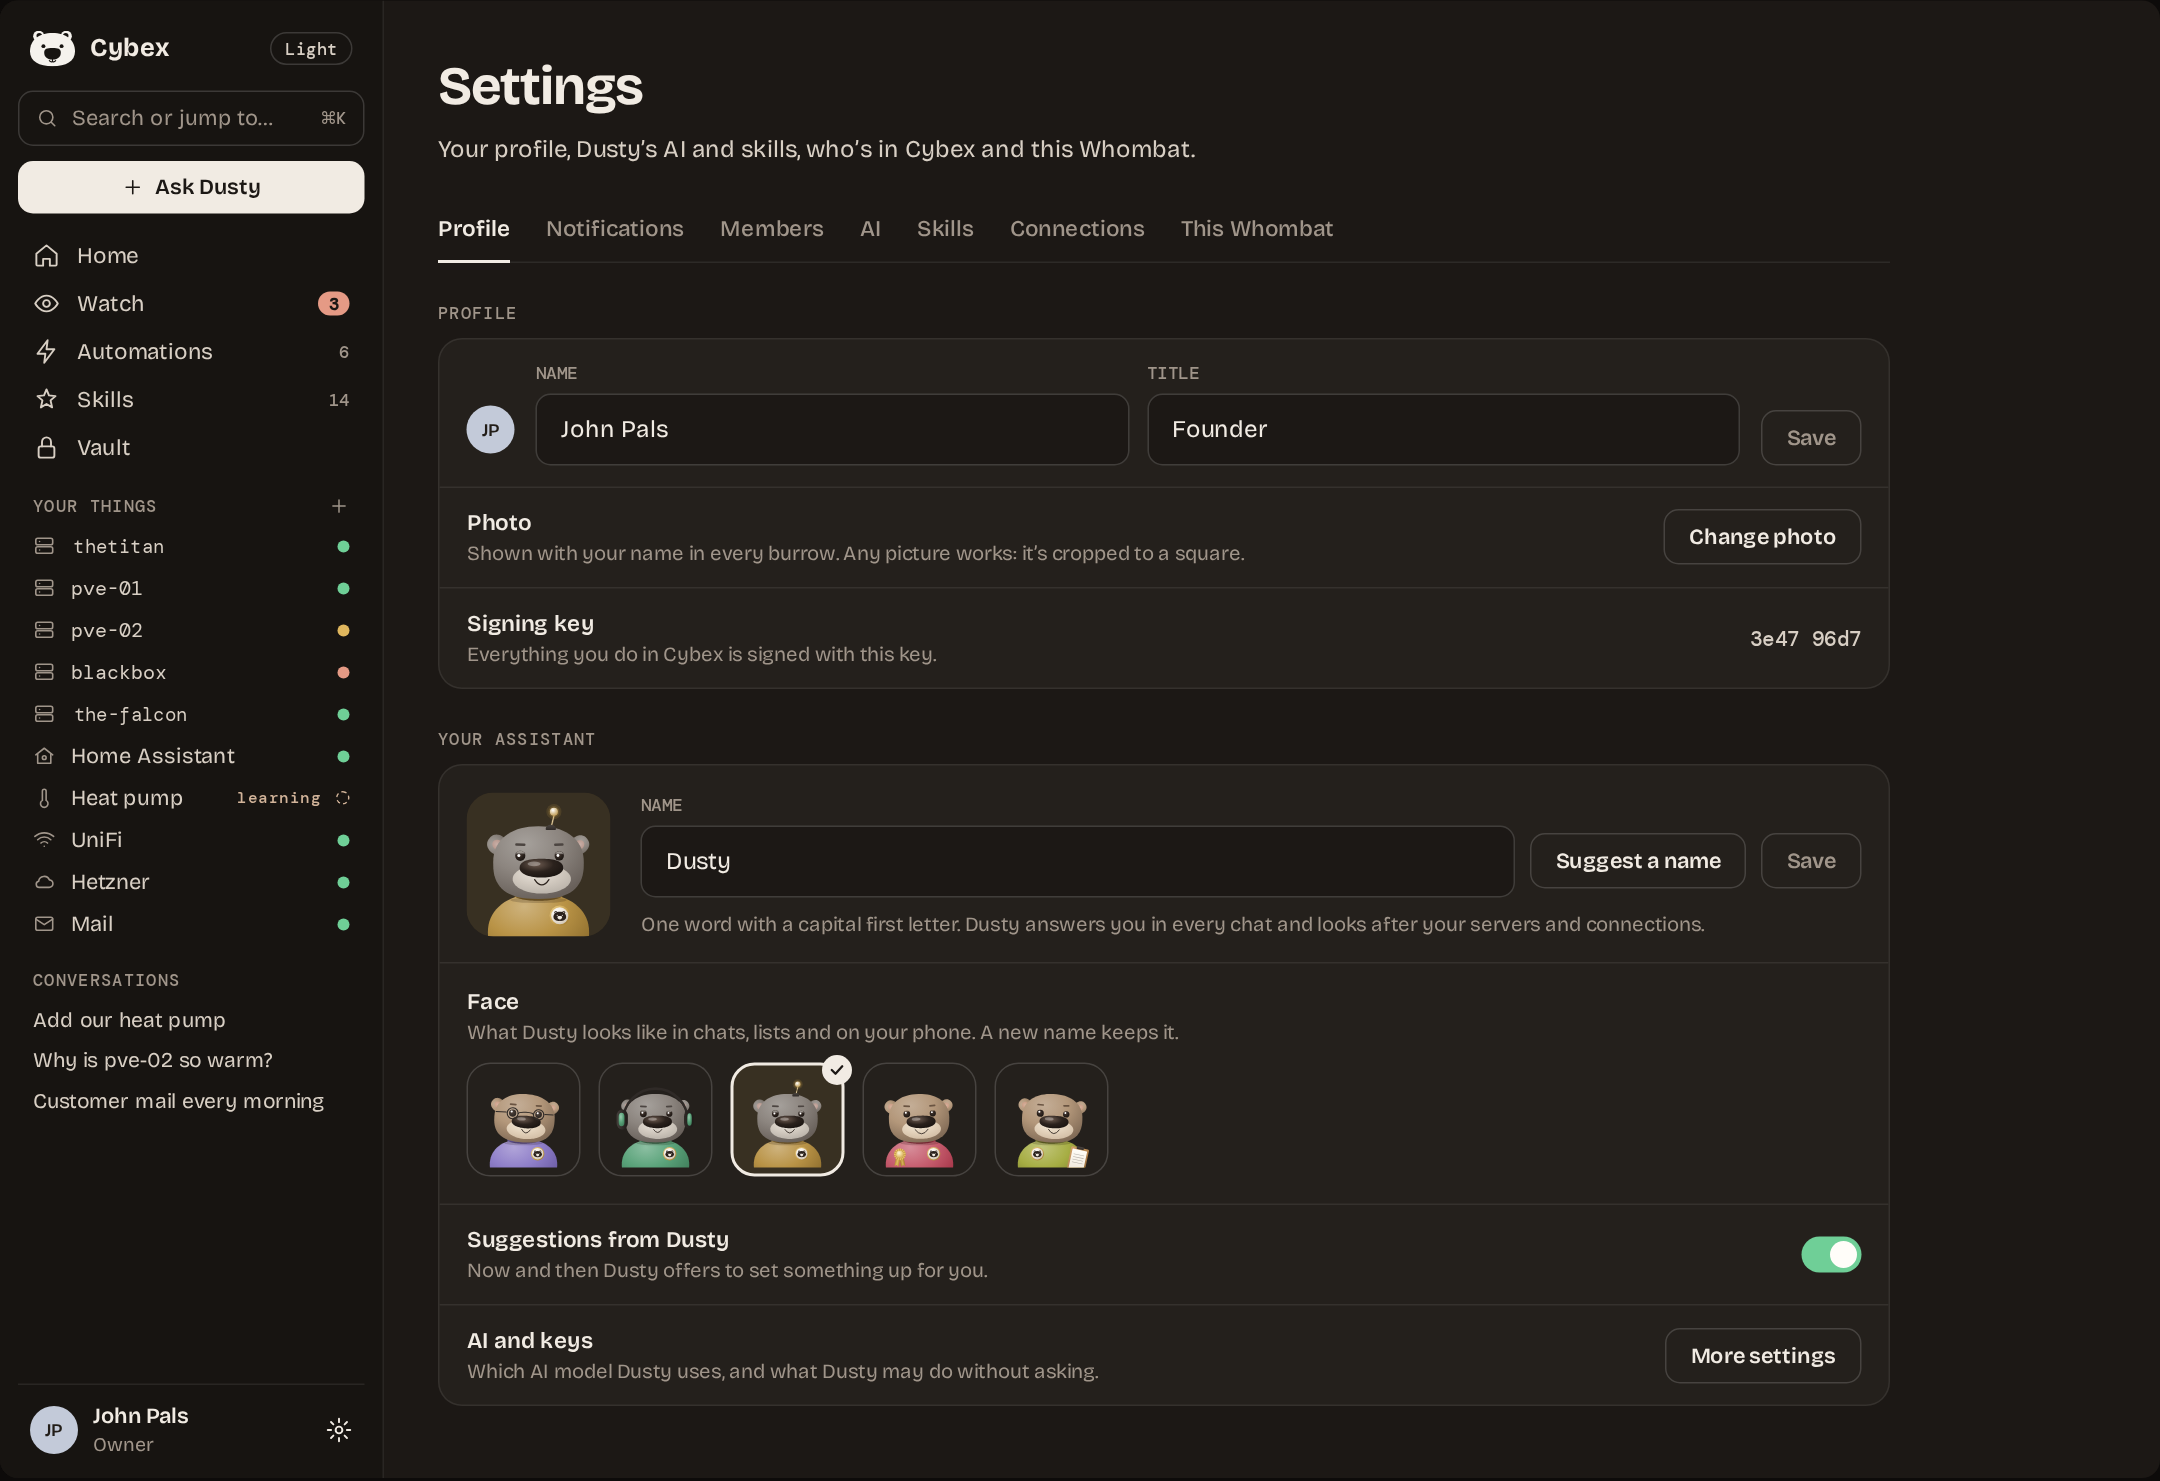 Cybex
Light
Search or jump to...
⌘K
Ask Dusty
Home
Watch
3
Automations
6
Skills
14
Vault
YOUR THINGS
thetitan
pve-01
pve-02
blackbox
the-falcon
Home Assistant
Heat pump
learning
UniFi
Hetzner
Mail
CONVERSATIONS
Add our heat pump
Why is pve-02 so warm?
Customer mail every morning
JP
John Pals
Owner
Settings
Your profile, Dusty's AI and skills, who's in Cybex and this Whombat.
Profile
Notifications
Members
AI
Skills
Connections
This Whombat
PROFILE
NAME
TITLE
JP
John Pals
Founder
Save
Photo
Shown with your name in every burrow. Any picture works: it's cropped to a square.
Change photo
Signing key
Everything you do in Cybex is signed with this key.
3e47 96d7
YOUR ASSISTANT
NAME
Dusty
Suggest a name
Save
One word with a capital first letter. Dusty answers you in every chat and looks after your servers and connections.
Face
What Dusty looks like in chats, lists and on your phone. A new name keeps it.
Suggestions from Dusty
Now and then Dusty offers to set something up for you.
AI and keys
Which AI model Dusty uses, and what Dusty may do without asking.
More settings